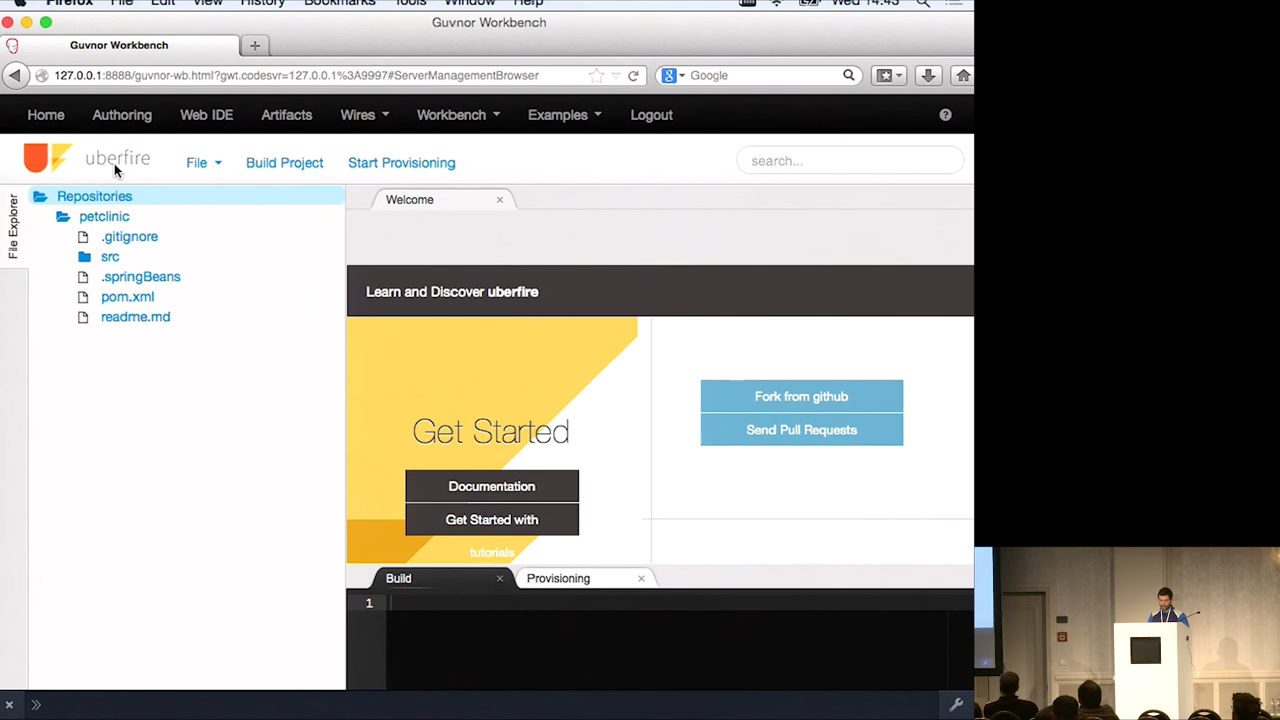 Firefox File Edit View History Bookmarks Tools Window Help Wed 14:43
Guvnor Workbench
Guvnor Workbench
127.0.0.1:8888/guvnor-wb.html?gwt.codesvr=127.0.0.1%3A9997#ServerManagementBrowser
Google
Home Authoring Web IDE Artifacts Wires Workbench Examples Logout
uberfire File Build Project Start Provisioning search...
File Explorer
Repositories
petclinic
.gitignore
src
.springBeans
pom.xml
readme.md
Welcome
Learn and Discover uberfire
Get Started
Documentation
Get Started with
tutorials
Fork from github
Send Pull Requests
Build Provisioning
1